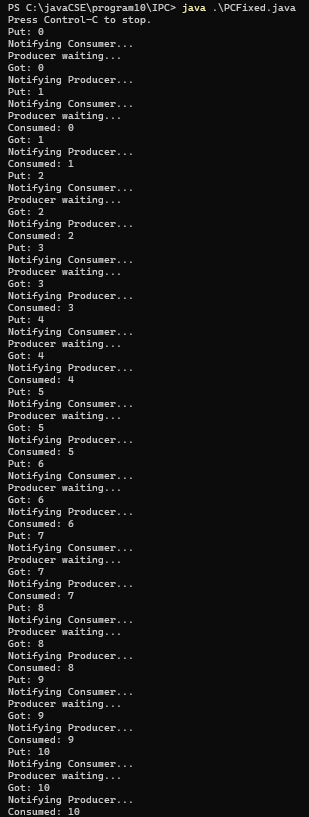 PS C:\javaCSE\program10\IPC> java .\PCFixed.java
Press Control-C to stop.
Put: 0
Notifying Consumer...
Producer waiting...
Got: 0
Notifying Producer...
Put: 1
Notifying Consumer...
Producer waiting...
Consumed: 0
Got: 1
Notifying Producer...
Consumed: 1
Put: 2
Notifying Consumer...
Producer waiting...
Got: 2
Notifying Producer...
Consumed: 2
Put: 3
Notifying Consumer...
Producer waiting...
Got: 3
Notifying Producer...
Consumed: 3
Put: 4
Notifying Consumer...
Producer waiting...
Got: 4
Notifying Producer...
Consumed: 4
Put: 5
Notifying Consumer...
Producer waiting...
Got: 5
Notifying Producer...
Consumed: 5
Put: 6
Notifying Consumer...
Producer waiting...
Got: 6
Notifying Producer...
Consumed: 6
Put: 7
Notifying Consumer...
Producer waiting...
Got: 7
Notifying Producer...
Consumed: 7
Put: 8
Notifying Consumer...
Producer waiting...
Got: 8
Notifying Producer...
Consumed: 8
Put: 9
Notifying Consumer...
Producer waiting...
Got: 9
Notifying Producer...
Consumed: 9
Put: 10
Notifying Consumer...
Producer waiting...
Got: 10
Notifying Producer...
Consumed: 10